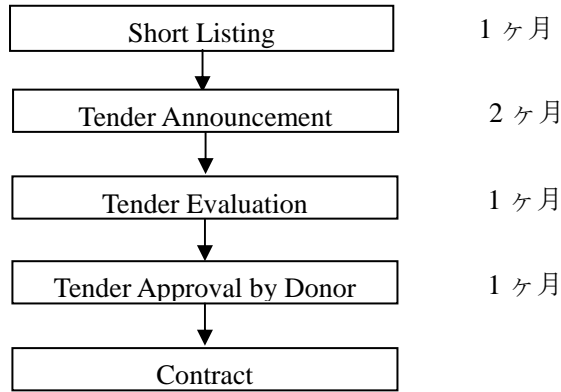 Short Listing 1 ヶ月
Tender Announcement 2 ヶ月
Tender Evaluation 1 ヶ月
Tender Approval by Donor 1 ヶ月
Contract